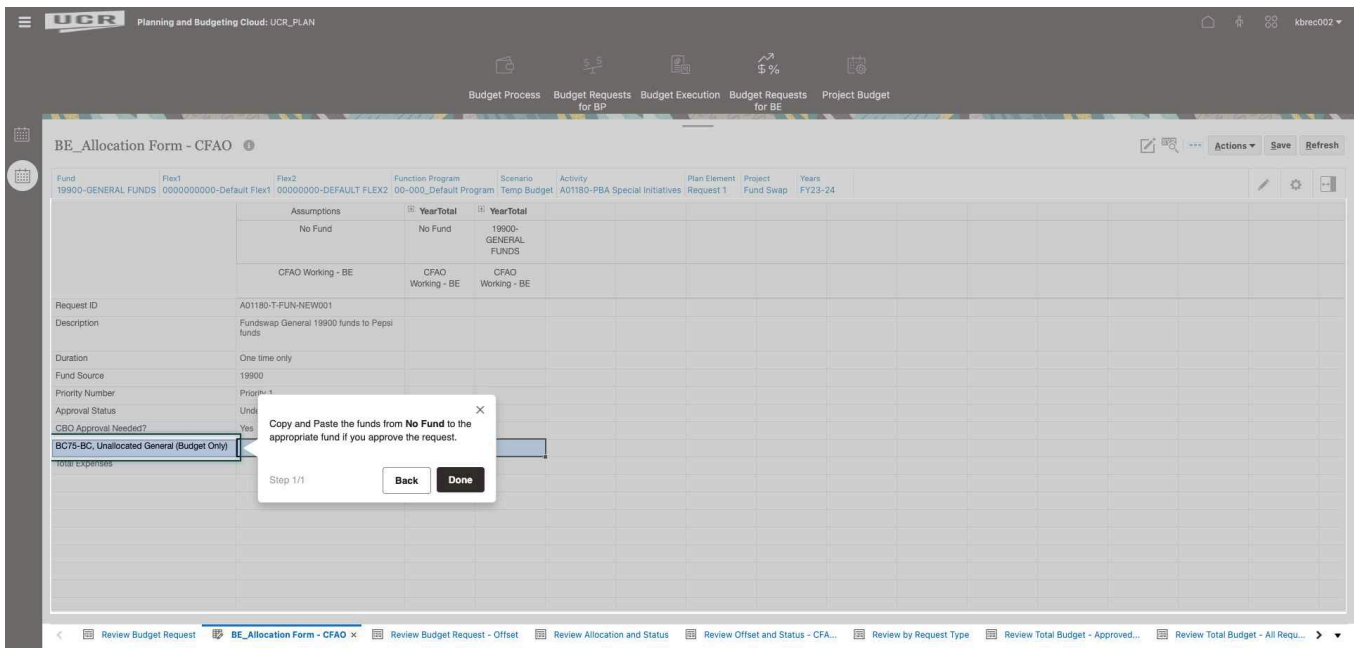 UCR Planning and Budgeting Cloud: UCR_PLAN kbrec002
Budget Process Budget Requests for BP Budget Execution Budget Requests for BE Project Budget
BE_Allocation Form - CFAO Actions Save Refresh
Fund Flex1 Flex2 Function Program Scenario Activity Plan Element Project Years
19900-GENERAL FUNDS 0000000000-Default Flex1 00000000-DEFAULT FLEX2 00-000_Default Program Temp Budget A01180-PBA Special Initiatives Request 1 Fund Swap FY23-24
Assumptions YearTotal YearTotal
No Fund No Fund 19900-GENERAL FUNDS
CFAO Working - BE CFAO Working - BE CFAO Working - BE
Request ID A01180-T-FUN-NEW001
Description Fundswap General 19900 funds to Pepsi funds
Duration One time only
Fund Source 19900
Priority Number Priority 1
Approval Status Unde
CBO Approval Needed? Yes
BC75-BC, Unallocated General (Budget Only)
Total Expenses
Copy and Paste the funds from No Fund to the
appropriate fund if you approve the request.
Step 1/1 Back Done
Review Budget Request BE_Allocation Form - CFAO × Review Budget Request - Offset Review Allocation and Status Review Offset and Status - CFA... Review by Request Type Review Total Budget - Approved... Review Total Budget - All Requ...